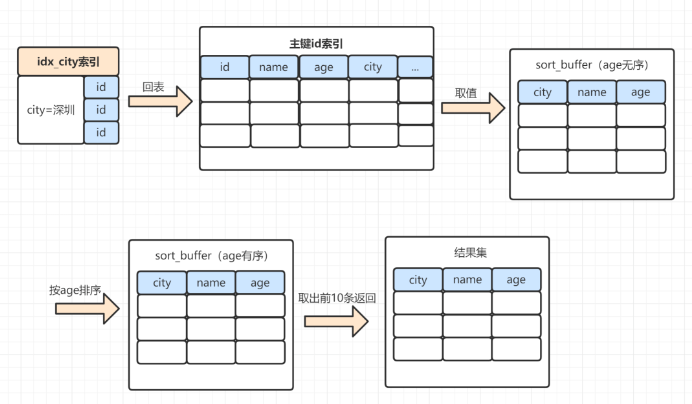 idx_city索引
city=深圳
id
id
id
回表
主键id索引
id name age city ...
取值
sort_buffer（age无序）
city name age
按age排序
sort_buffer（age有序）
city name age
取出前10条返回
结果集
city name age